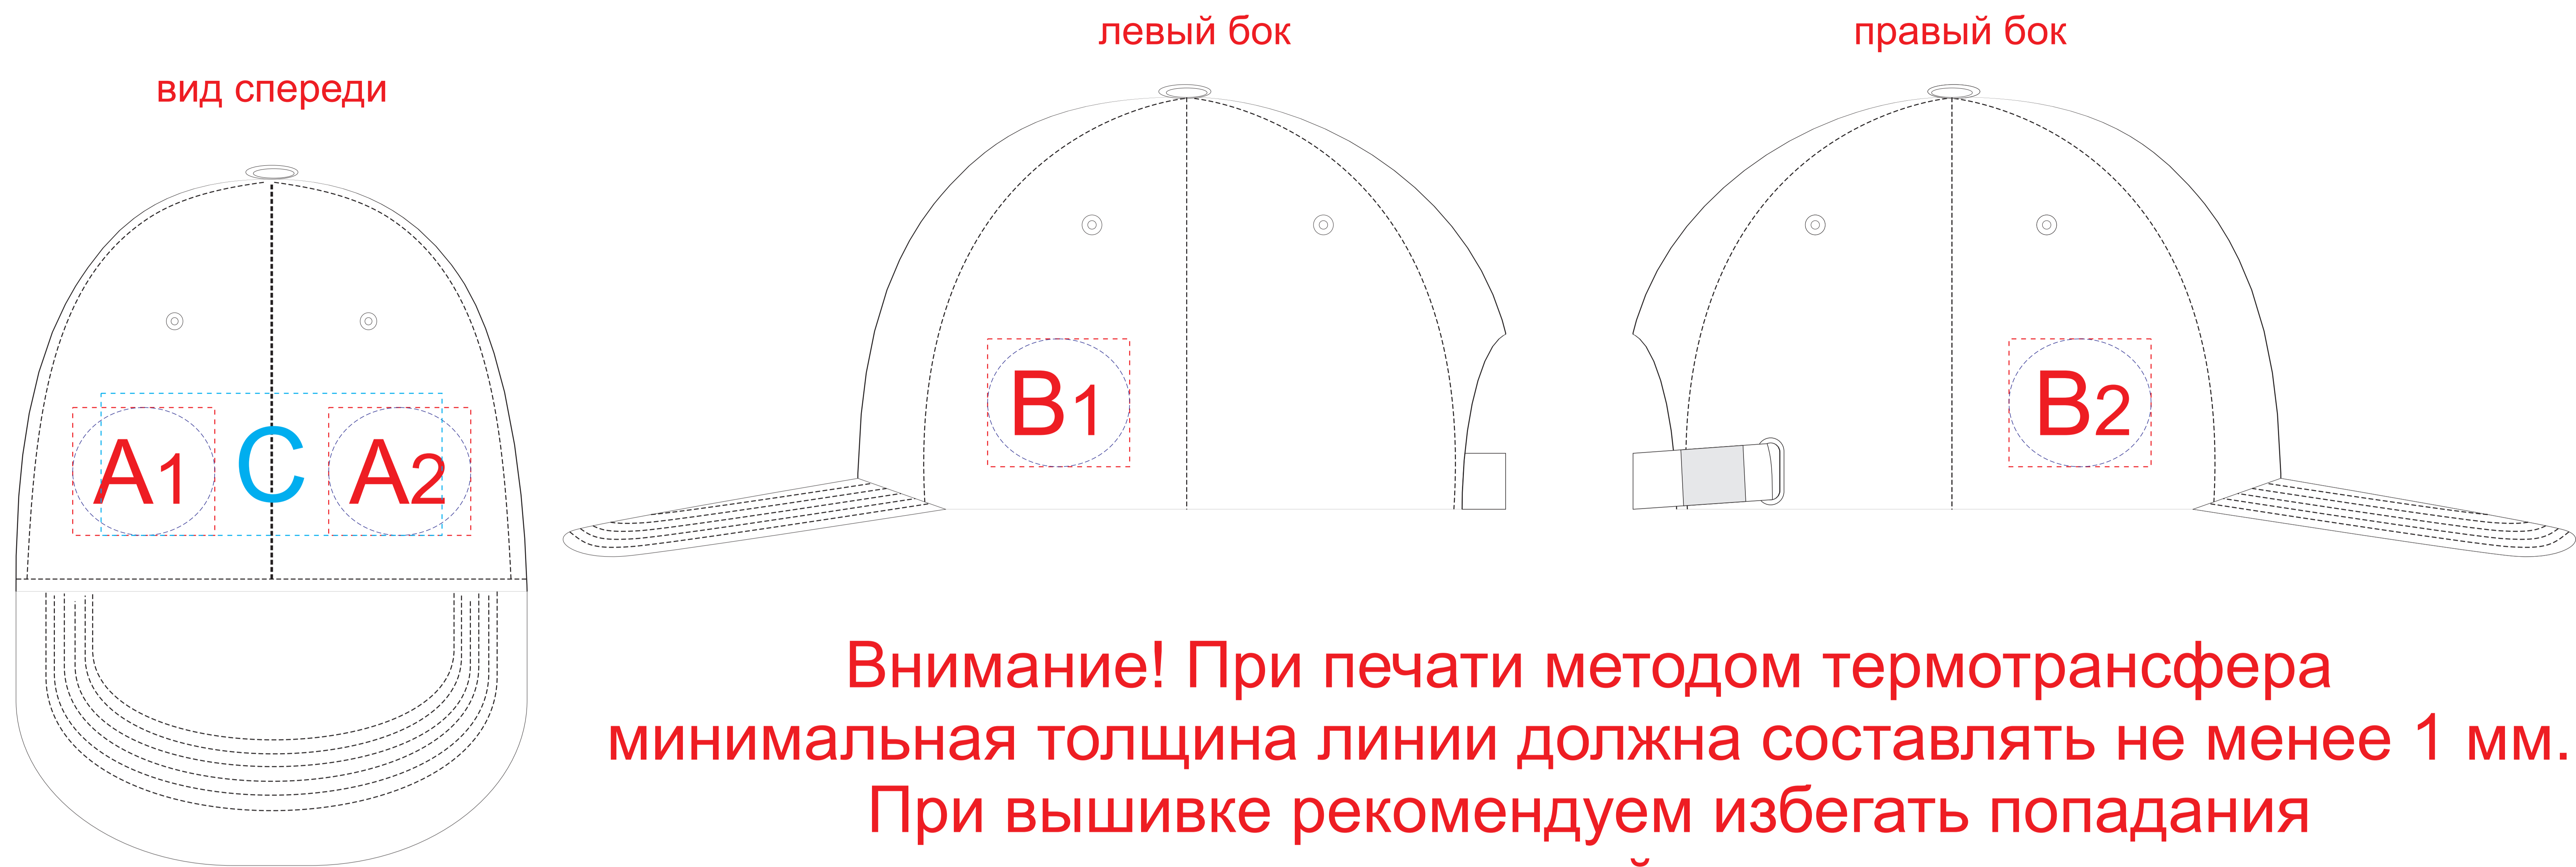 левый бок
правый бок
вид спереди
A1
C
A2
B1
B2
Внимание! При печати методом термотрансфера
минимальная толщина линии должна составлять не менее 1 мм.
При вышивке рекомендуем избегать попадания